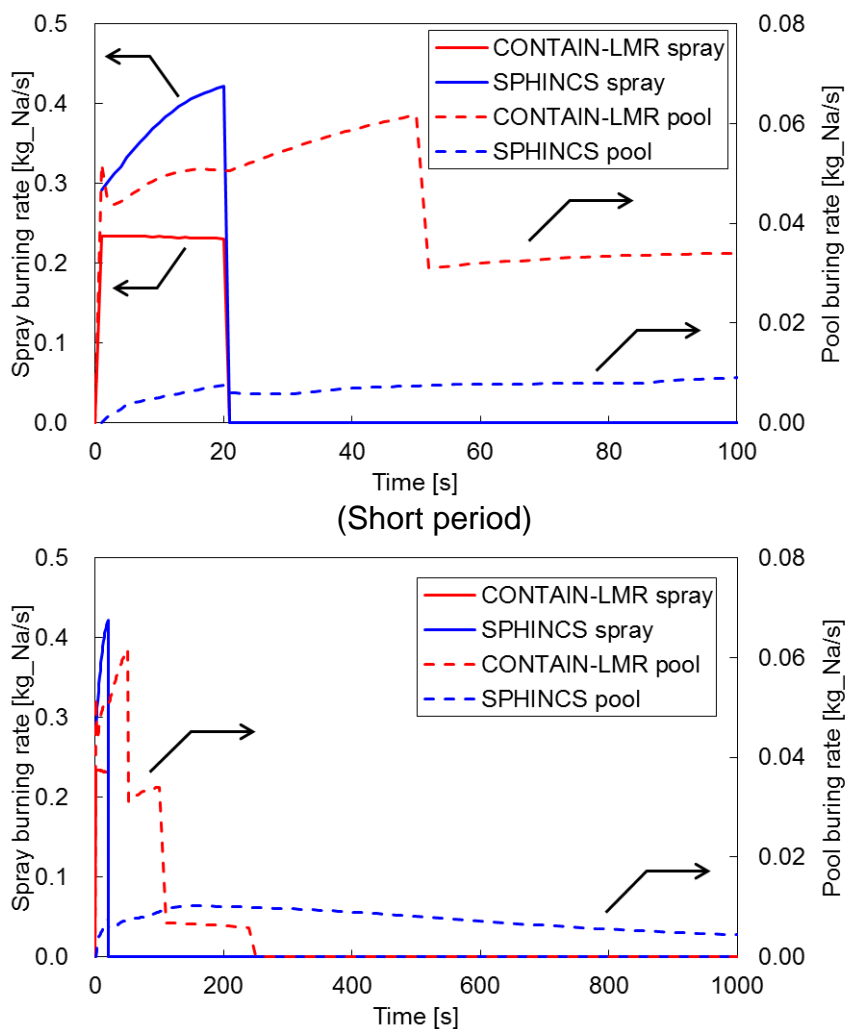 0.5
0.4
0.3
0.2
0.1
0.0
Spray burning rate [kg_Na/s]
0.08
0.06
0.04
0.02
0.00
Pool buring rate [kg_Na/s]
CONTAIN-LMR spray
SPHINCS spray
CONTAIN-LMR pool
SPHINCS pool
0 20 40 60 80 100
Time [s]
(Short period)
0.5
0.4
0.3
0.2
0.1
0.0
Spray burning rate [kg_Na/s]
0.08
0.06
0.04
0.02
0.00
Pool buring rate [kg_Na/s]
CONTAIN-LMR spray
SPHINCS spray
CONTAIN-LMR pool
SPHINCS pool
0 200 400 600 800 1000
Time [s]